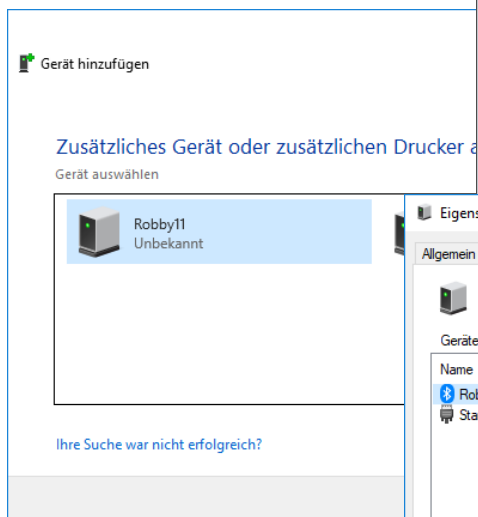 Gerät hinzufügen
Zusätzliches Gerät oder zusätzlichen Drucker
Gerät auswählen
Robby11
Unbekannt
Ihre Suche war nicht erfolgreich?
Eigens
Allgemein
Geräte
Name
Rob
Sta